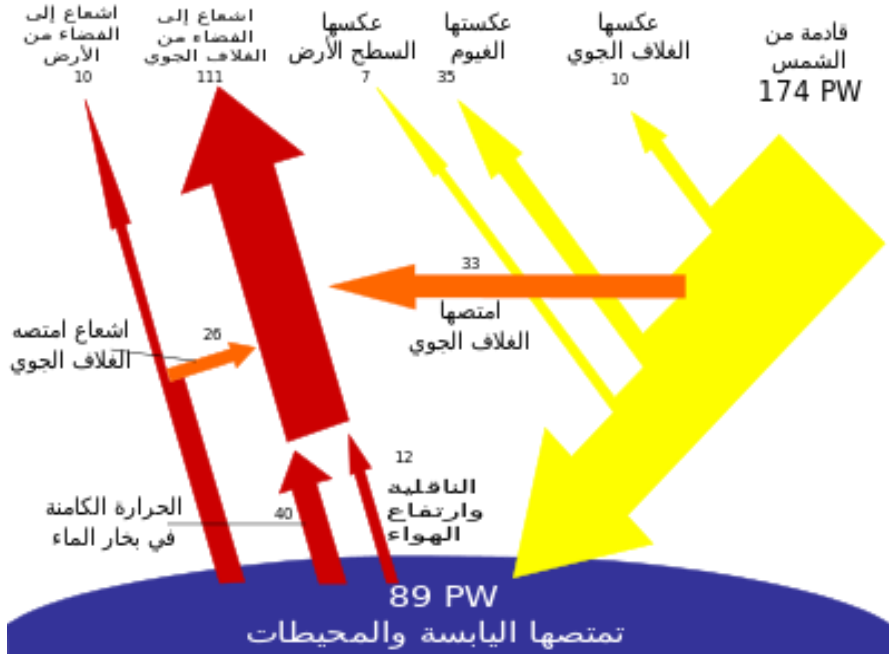 قادمة من
الشمس
174 PW
عكسها
الغلاف الجوي
10
عكستها
الغيوم
35
عكسها
السطح الأرض
7
اشعاع إلى
الفضاء من
الغلاف الجوي
111
اشعاع إلى
الفضاء من
الأرض
10
33
امتصها
الغلاف الجوي
26
اشعاع امتصه
الغلاف الجوي
12
الناقلية
وارتفاع
الهواء
40
الحرارة الكامنة
في بخار الماء
89 PW
تمتصها اليابسة والمحيطات